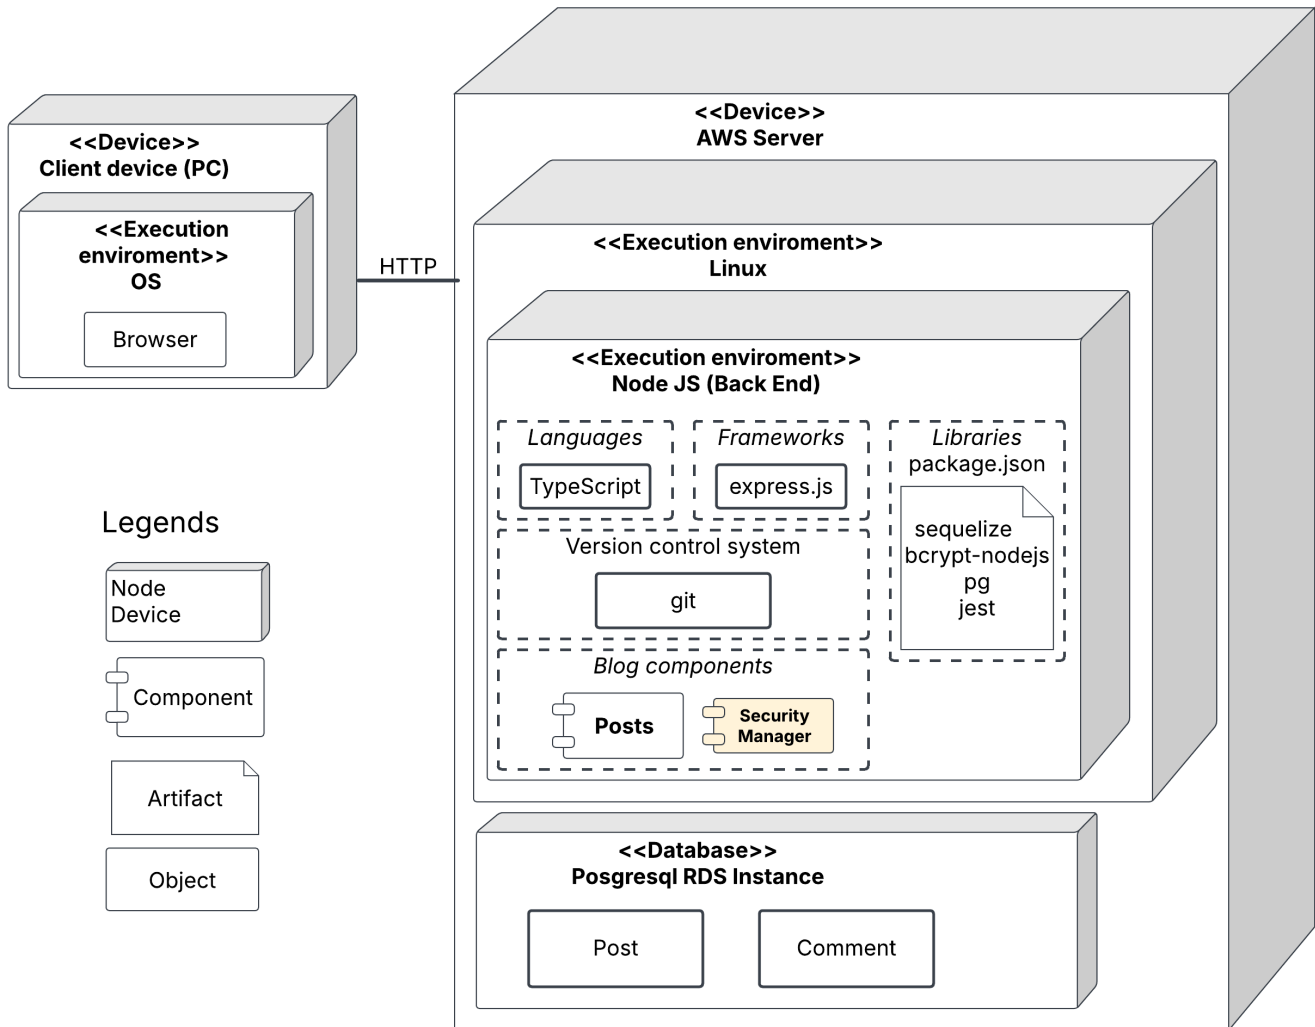 <<Device>>
Client device (PC)
<<Execution
enviroment>>
OS
Browser
HTTP
<<Device>>
AWS Server
<<Execution enviroment>>
Linux
<<Execution enviroment>>
Node JS (Back End)
Languages
TypeScript
Frameworks
express.js
Libraries
package.json
sequelize
bcrypt-nodejs
pg
jest
Version control system
git
Blog components
Posts
Security
Manager
<<Database>>
Posgresql RDS Instance
Post
Comment
Legends
Node
Device
Component
Artifact
Object